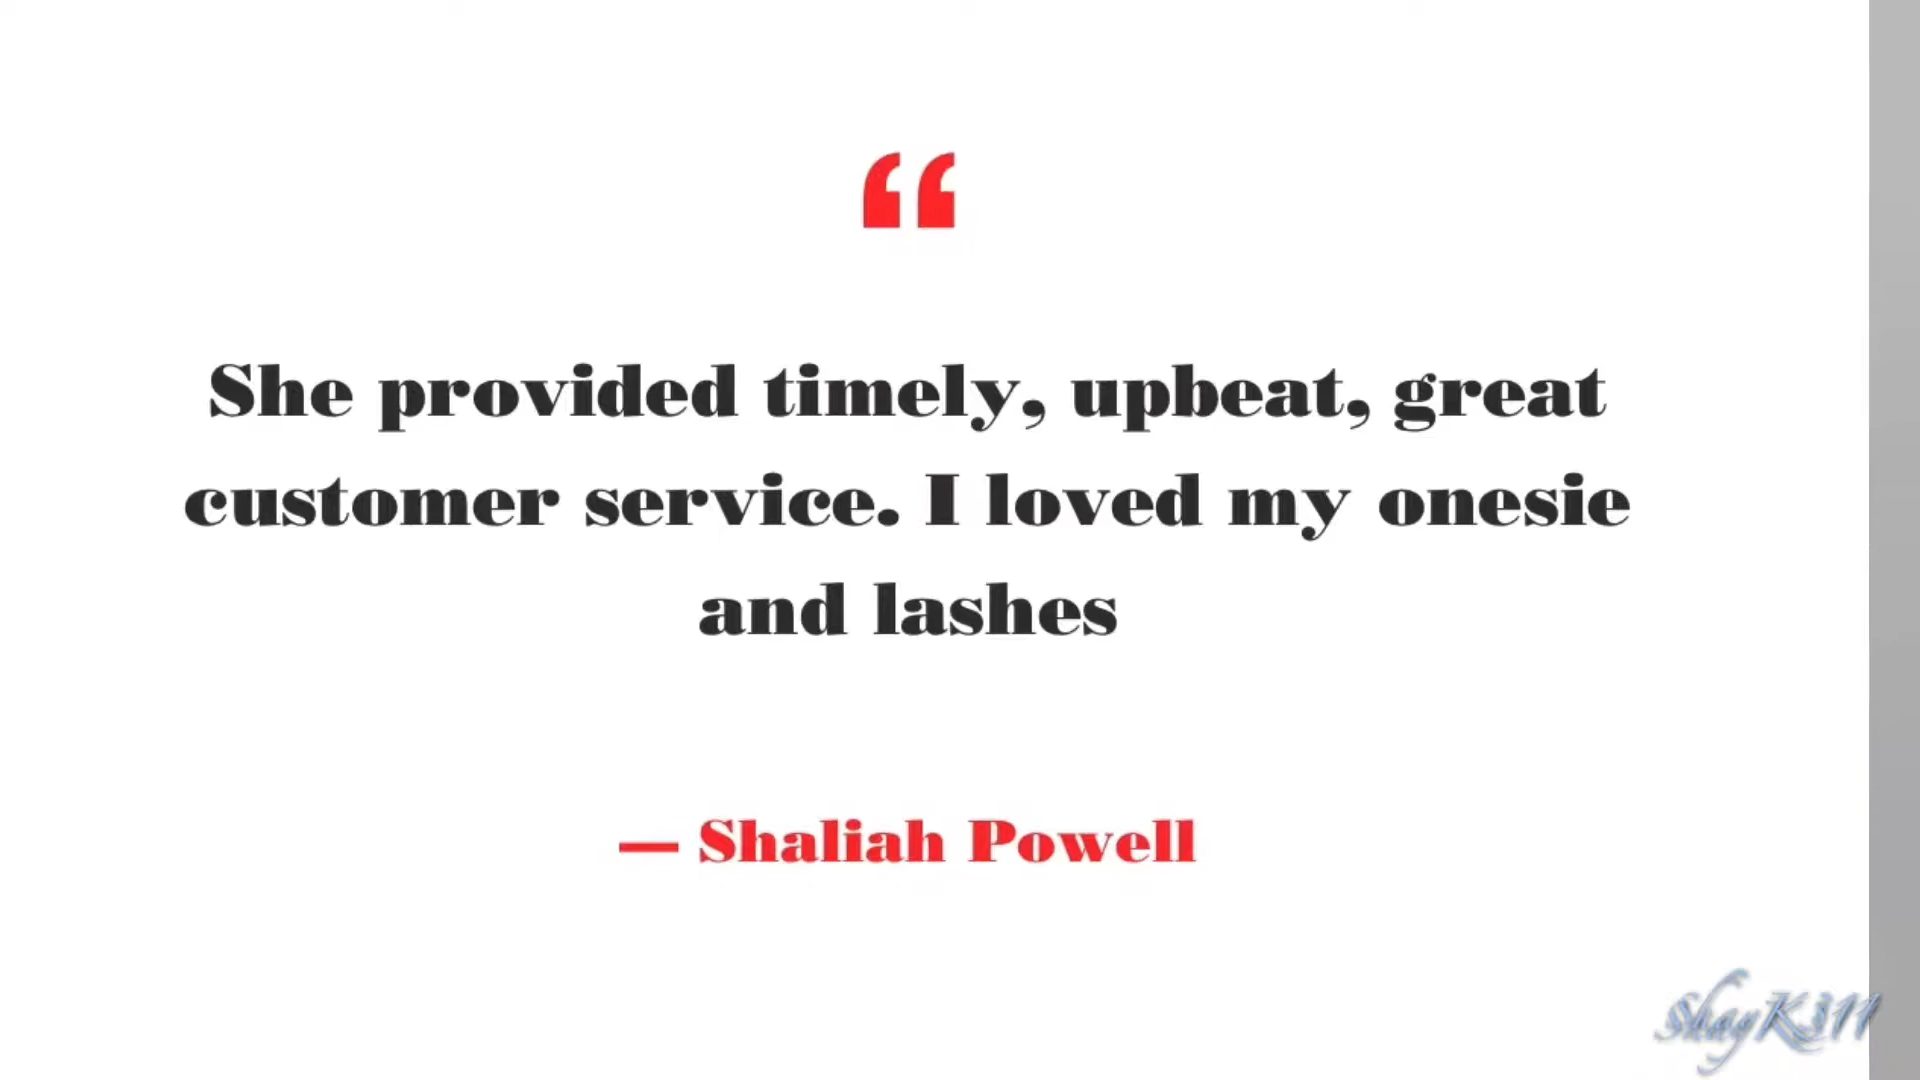 “
She provided timely, upbeat, great
customer service. I loved my onesie
and lashes
— Shaliah Powell
ShayK311